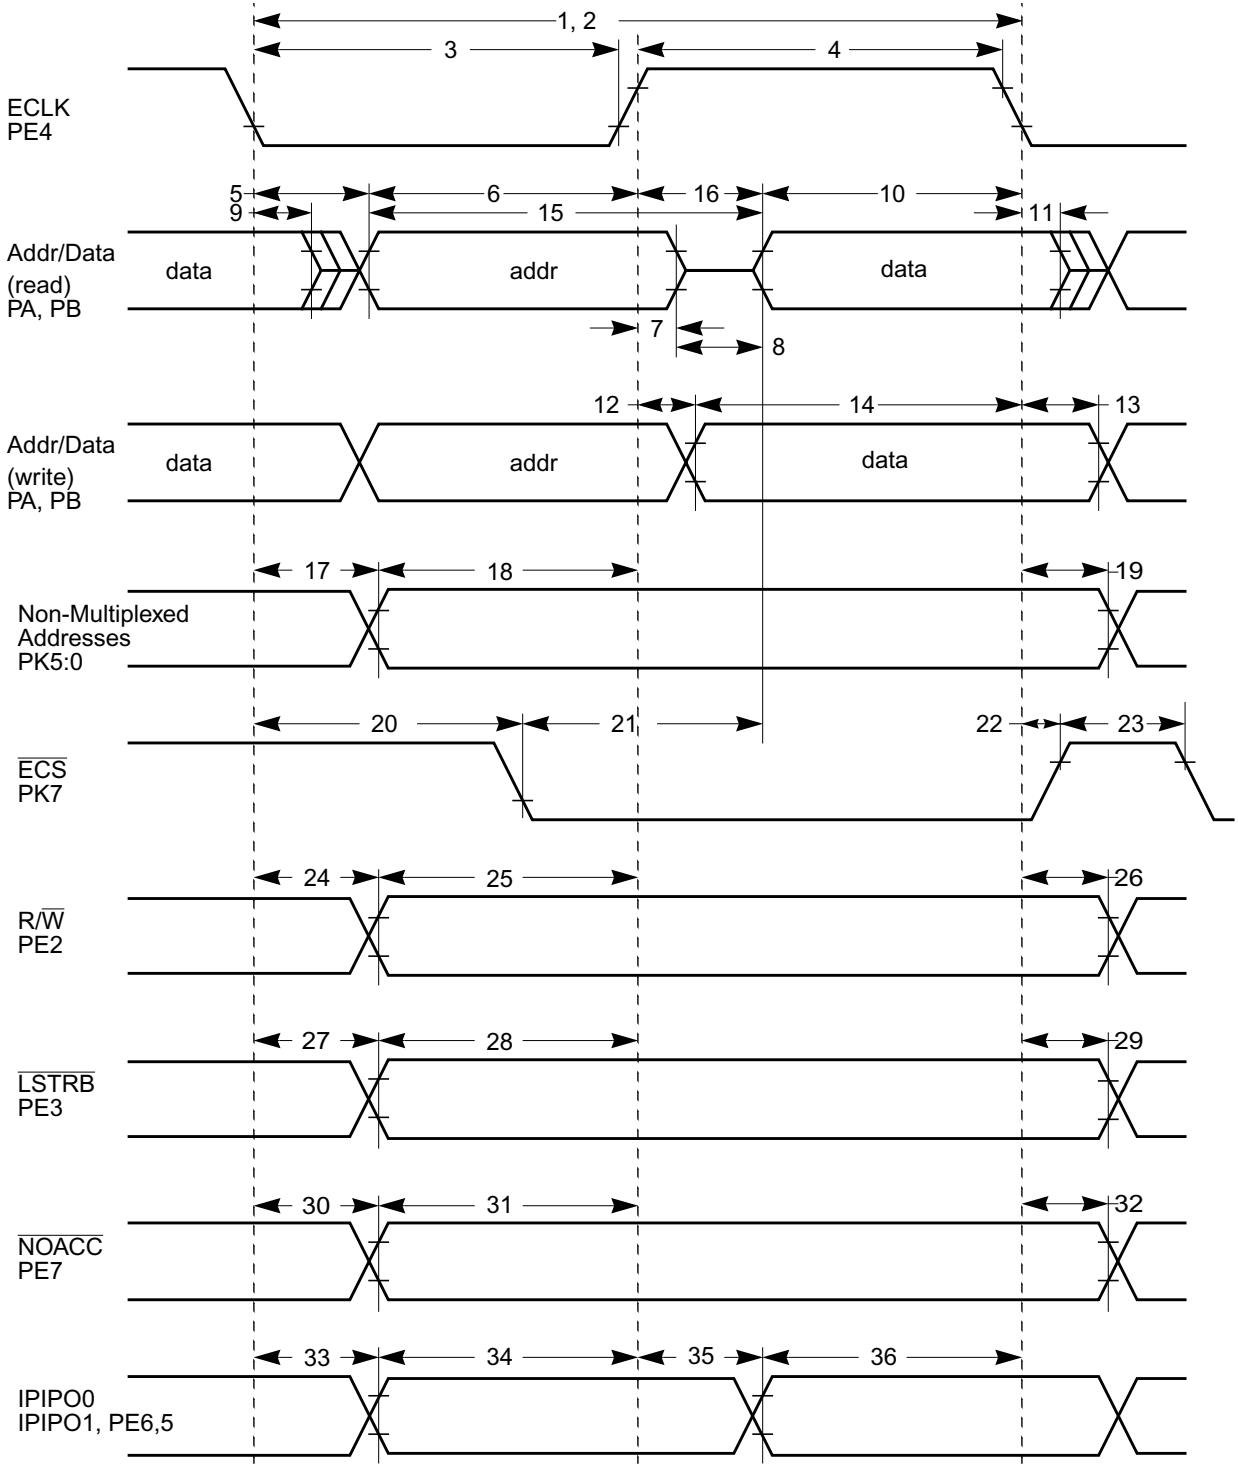 1, 2
3
4
ECLK
PE4
5
6
16
10
9
15
11
Addr/Data
(read)
PA, PB
data
addr
data
7
8
12
14
13
Addr/Data
(write)
PA, PB
data
addr
data
17
18
19
Non-Multiplexed
Addresses
PK5:0
20
21
22
23
ECS
PK7
24
25
26
R/W
PE2
27
28
29
LSTRB
PE3
30
31
32
NOACC
PE7
33
34
35
36
IPIPO0
IPIPO1, PE6,5